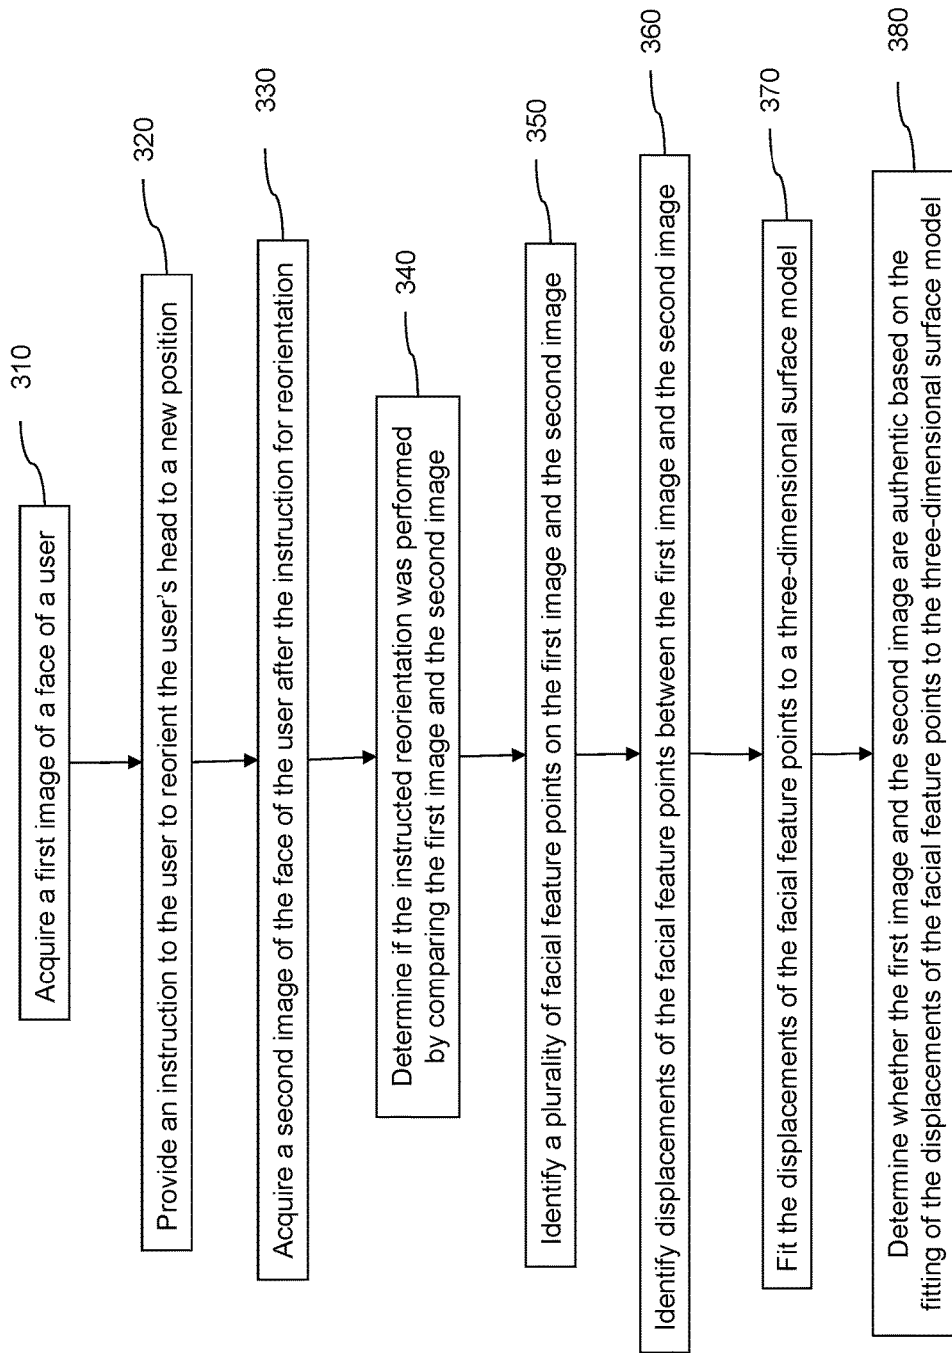 310
Acquire a first image of a face of a user
320
Provide an instruction to the user to reorient the user's head to a new position
330
Acquire a second image of the face of the user after the instruction for reorientation
340
Determine if the instructed reorientation was performed
by comparing the first image and the second image
350
Identify a plurality of facial feature points on the first image and the second image
360
Identify displacements of the facial feature points between the first image and the second image
370
Fit the displacements of the facial feature points to a three-dimensional surface model
380
Determine whether the first image and the second image are authentic based on the
fitting of the displacements of the facial feature points to the three-dimensional surface model